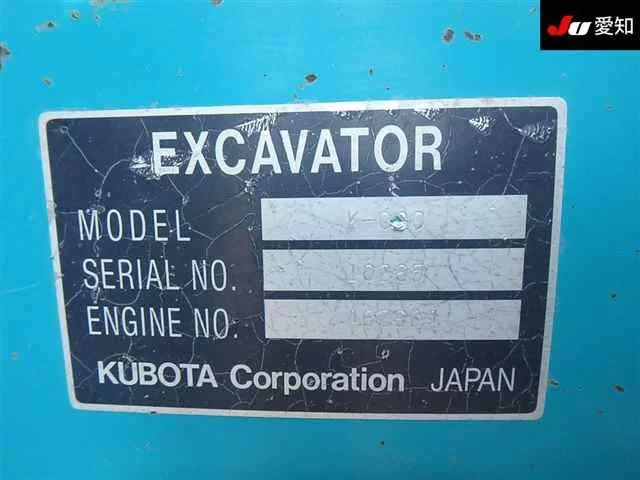 JU 愛知
EXCAVATOR
MODEL
SERIAL NO.
ENGINE NO.
KUBOTA Corporation JAPAN